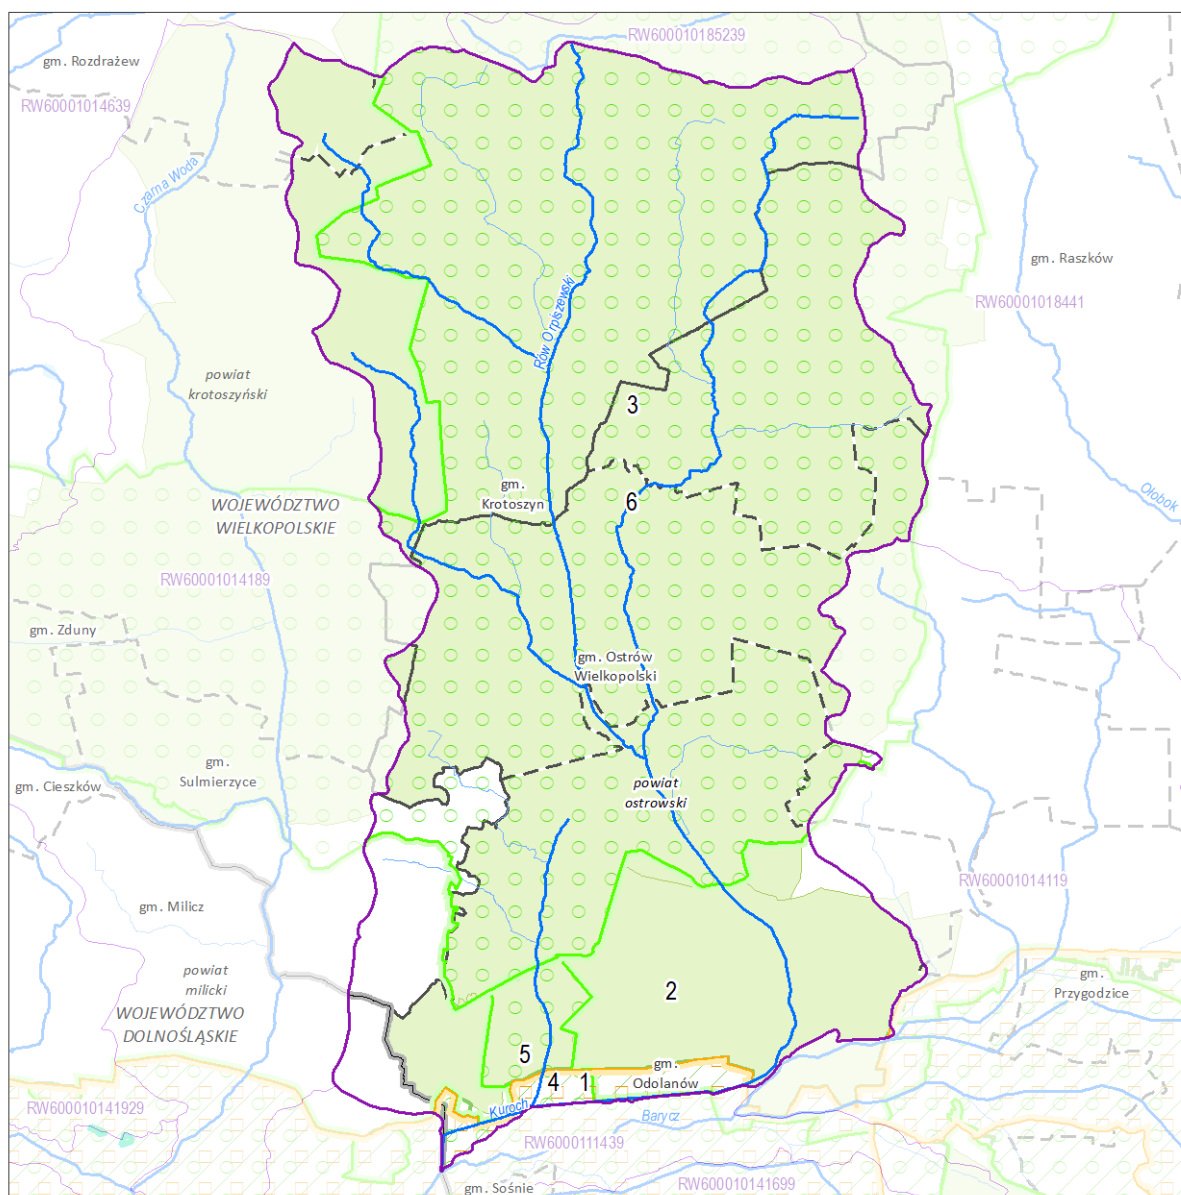 RW600010185239
gm. Rozdrażew
RW60001014639
Czarna Woda
gm. Raszków
RW60001018441
Rów Orpiszewski
powiat
krotoszyński
3
gm.
Krotoszyn
6
Ołobok
WOJEWÓDZTWO
WIELKOPOLSKIE
RW60001014189
gm. Zduny
gm. Ostrów
Wielkopolski
gm.
Sulmierzyce
gm. Cieszków
powiat
ostrowski
RW60001014119
gm. Milicz
powiat
milicki
WOJEWÓDZTWO
DOLNOŚLĄSKIE
gm.
Przygodzice
2
5
4
1
gm.
Odolanów
Kuroch
Barycz
RW600010141929
RW6000111439
gm. Sośnie
RW600010141699